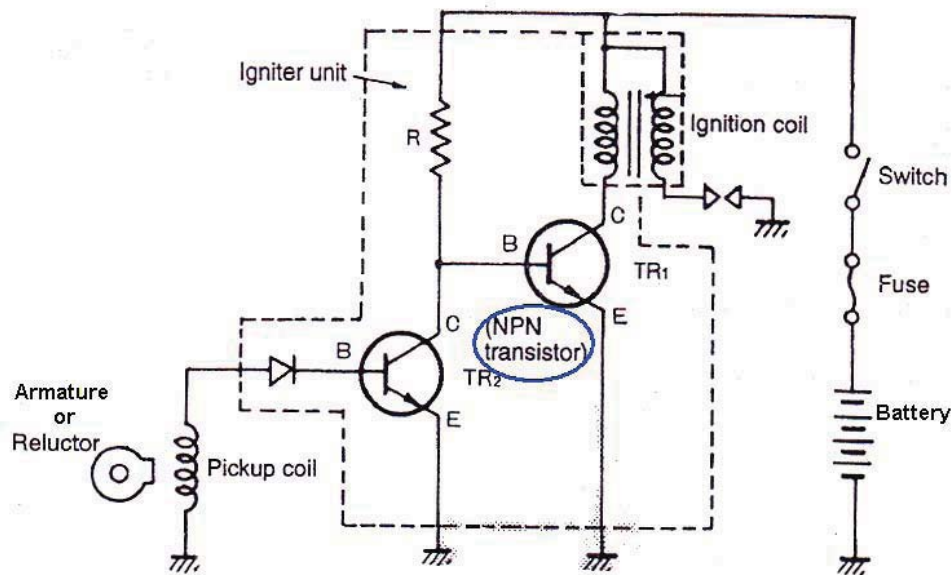 Igniter unit
R
Ignition coil
Switch
C
B
TR1
Fuse
E
(NPN
transistor)
C
B
TR2
E
Armature
or
Reluctor
Pickup coil
Battery